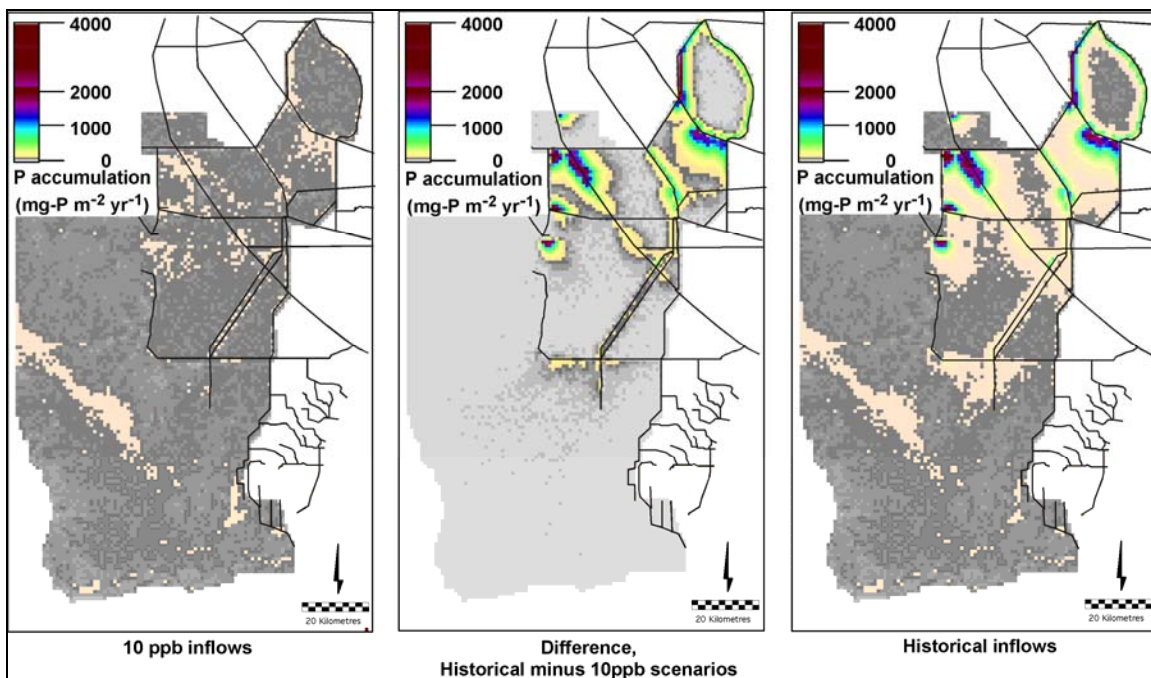 4000
2000
1000
0
P accumulation
(mg-P m⁻² yr⁻¹)
20 Kilometres
10 ppb inflows
4000
2000
1000
0
P accumulation
(mg-P m⁻² yr⁻¹)
20 Kilometres
Difference,
Historical minus 10ppb scenarios
4000
2000
1000
0
P accumulation
(mg-P m⁻² yr⁻¹)
20 Kilometres
Historical inflows